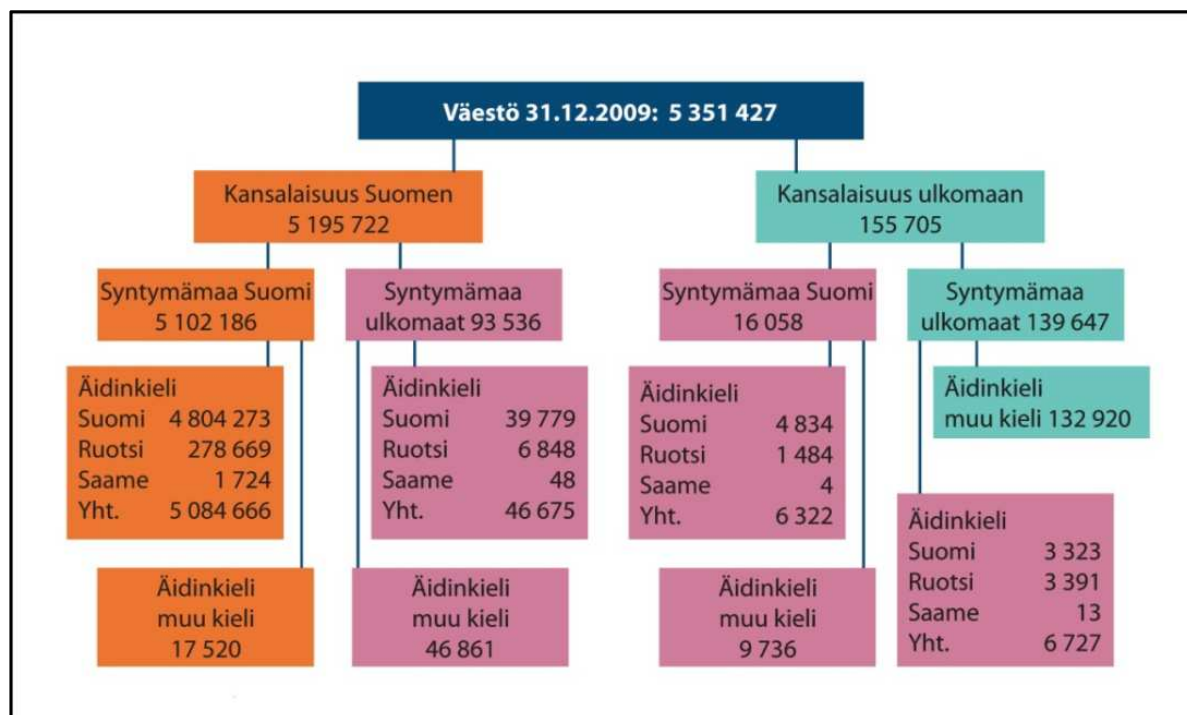 Väestö 31.12.2009: 5 351 427
Kansalaisuus Suomen
5 195 722
Kansalaisuus ulkomaan
155 705
Syntymämaa Suomi
5 102 186
Syntymämaa
ulkomaat 93 536
Syntymämaa Suomi
16 058
Syntymämaa
ulkomaat 139 647
Äidinkieli
Suomi 4 804 273
Ruotsi 278 669
Saame 1 724
Yht. 5 084 666
Äidinkieli
Suomi 39 779
Ruotsi 6 848
Saame 48
Yht. 46 675
Äidinkieli
Suomi 4 834
Ruotsi 1 484
Saame 4
Yht. 6 322
Äidinkieli
muu kieli 132 920
Äidinkieli
Suomi 3 323
Ruotsi 3 391
Saame 13
Yht. 6 727
Äidinkieli
muu kieli
17 520
Äidinkieli
muu kieli
46 861
Äidinkieli
muu kieli
9 736